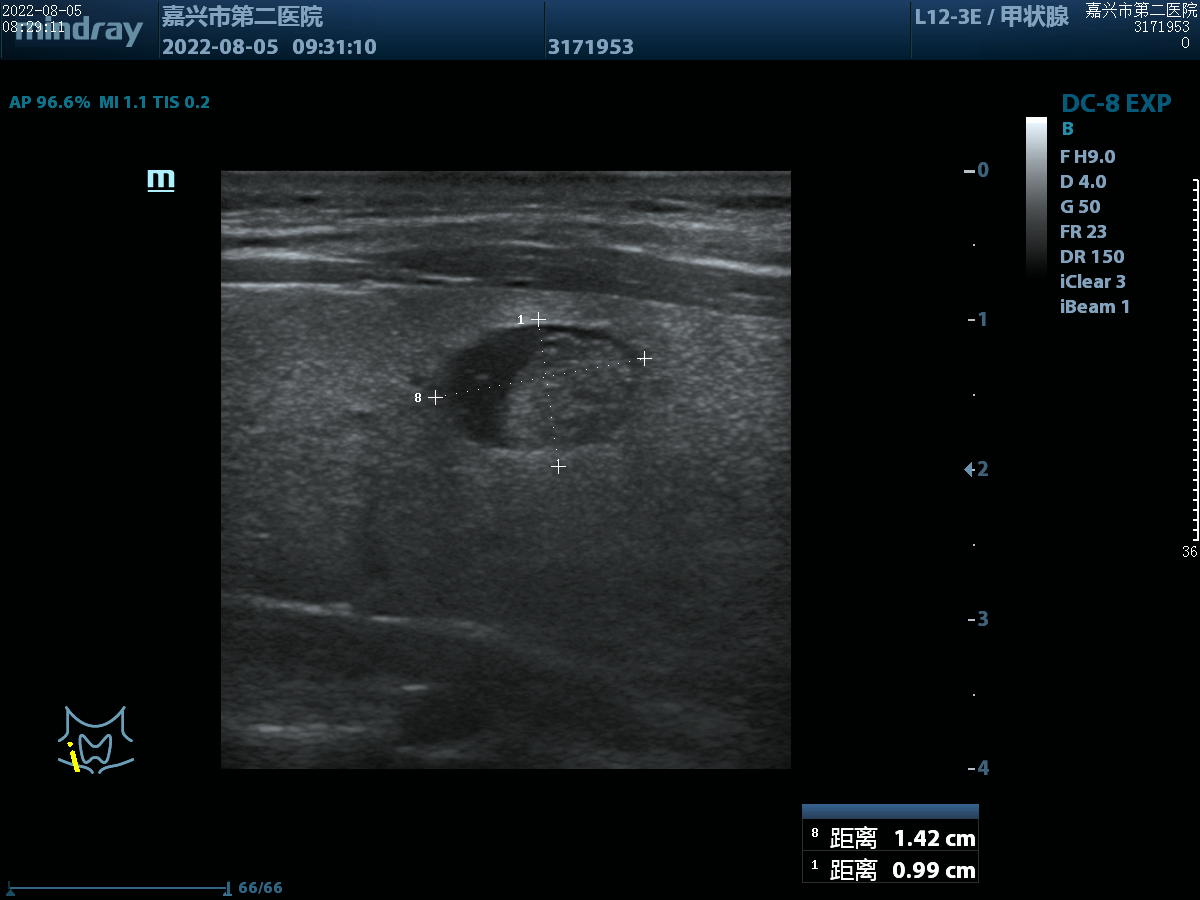 2022-08-05
08:29:11
mindray
嘉兴市第二医院
2022-08-05 09:31:10
3171953
L12-3E / 甲状腺
嘉兴市第二医院
3171953
0
AP 96.6% MI 1.1 TIS 0.2
DC-8 EXP
B
F H9.0
D 4.0
G 50
FR 23
DR 150
iClear 3
iBeam 1
m
0
1
2
3
4
1
8
1
36
8 距离 1.42 cm
1 距离 0.99 cm
66/66